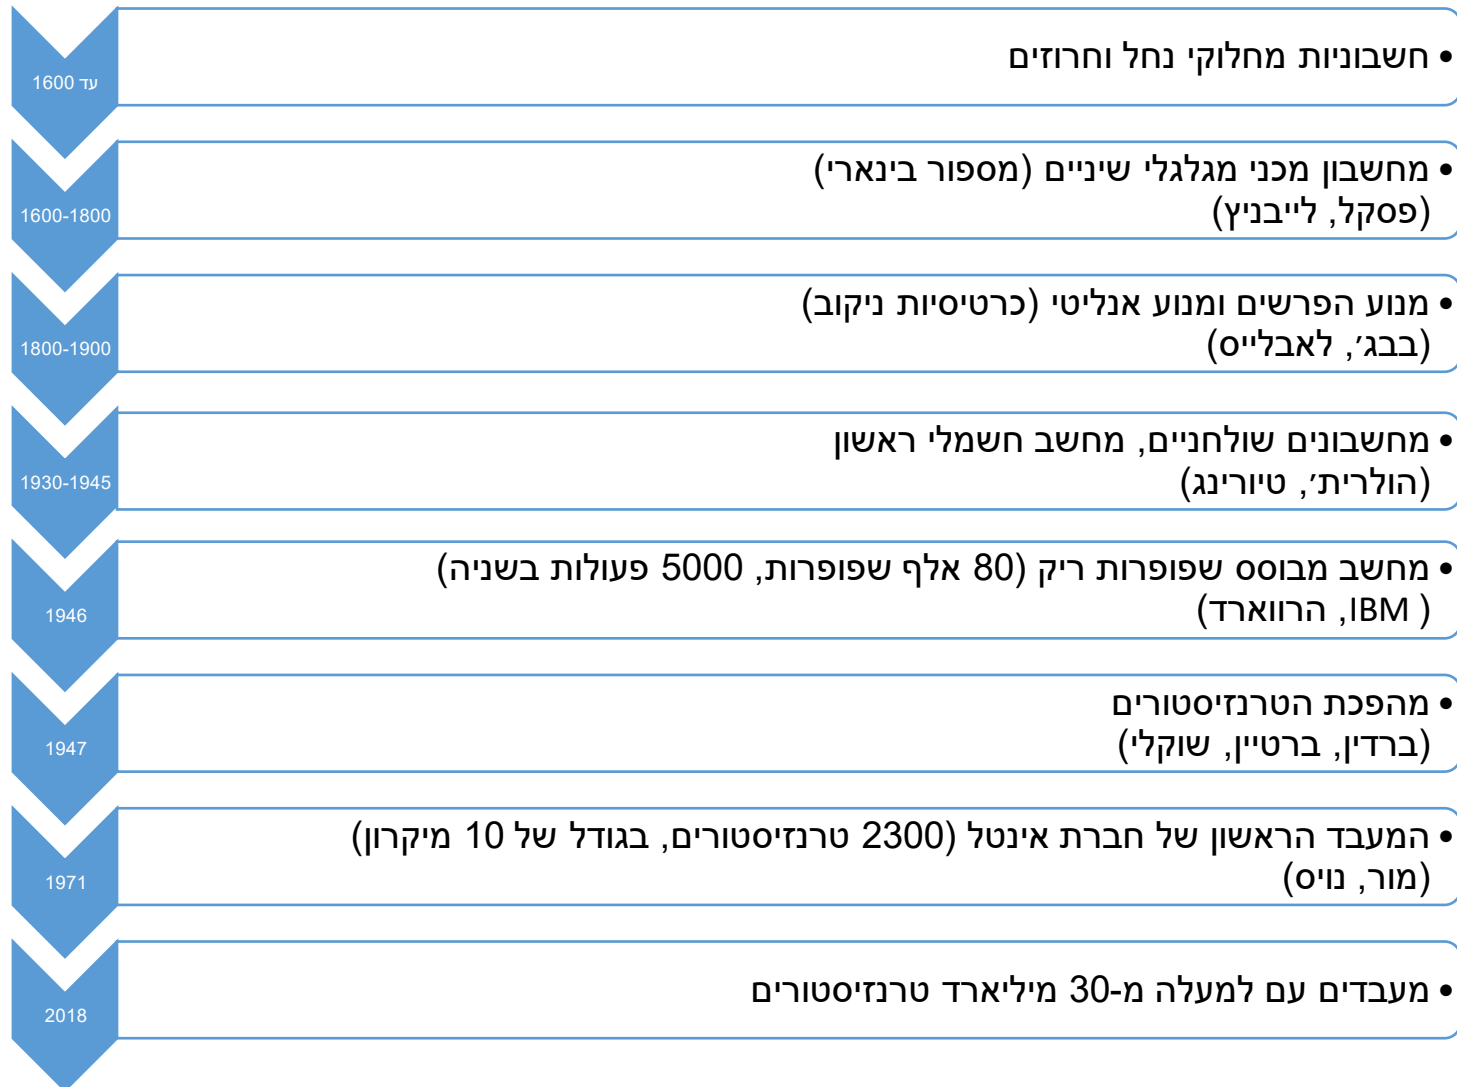 עד 1600
• חשבוניות מחלוקי נחל וחרוזים
1600-1800
• מחשבון מכני מגלגלי שיניים (מספור בינארי)
(פסקל, לייבניץ)
1800-1900
• מנוע הפרשים ומנוע אנליטי (כרטיסיות ניקוב)
(בבג׳, לאבלייס)
1930-1945
• מחשבונים שולחניים, מחשב חשמלי ראשון
(הולרית׳, טיורינג)
1946
• מחשב מבוסס שפופרות ריק (80 אלף שפופרות, 5000 פעולות בשניה)
( IBM, הרווארד)
1947
• מהפכת הטרנזיסטורים
(ברדין, ברטיין, שוקלי)
1971
• המעבד הראשון של חברת אינטל (2300 טרנזיסטורים, בגודל של 10 מיקרון)
(מור, נויס)
2018
• מעבדים עם למעלה מ-30 מיליארד טרנזיסטורים